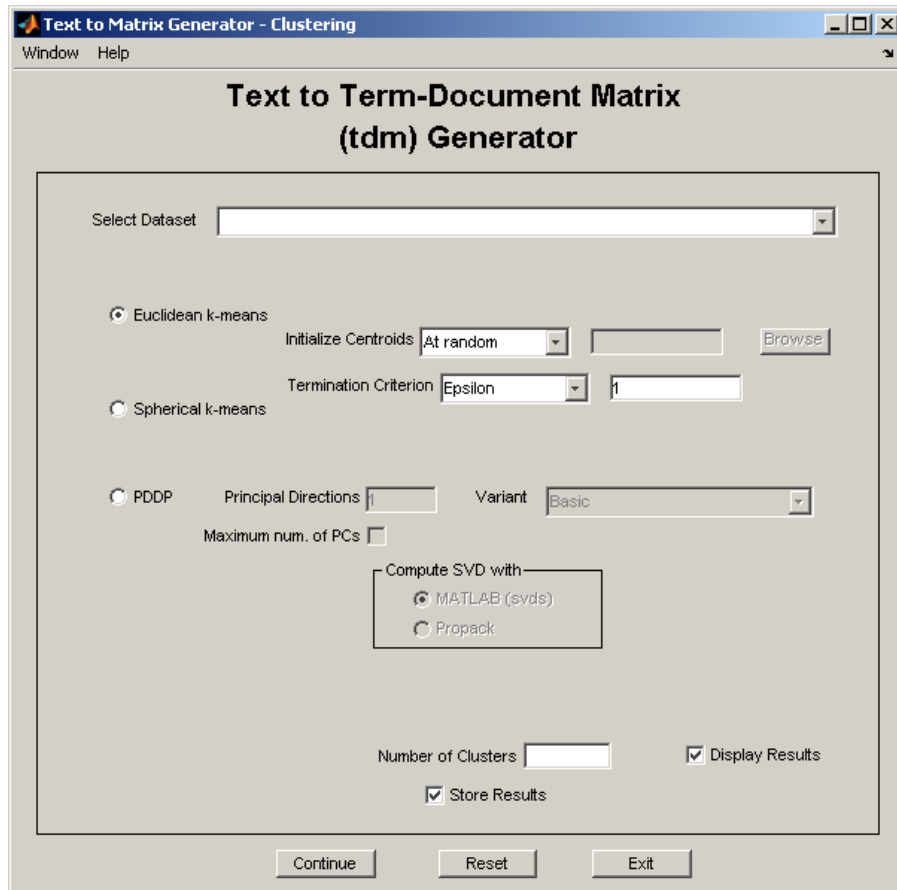 Text to Matrix Generator - Clustering
Window Help
Text to Term-Document Matrix
(tdm) Generator
Select Dataset
Euclidean k-means
Initialize Centroids At random Browse
Termination Criterion Epsilon 1
Spherical k-means
PDDP Principal Directions 1 Variant Basic
Maximum num. of PCs
Compute SVD with
MATLAB (svds)
Propack
Number of Clusters Display Results
Store Results
Continue Reset Exit